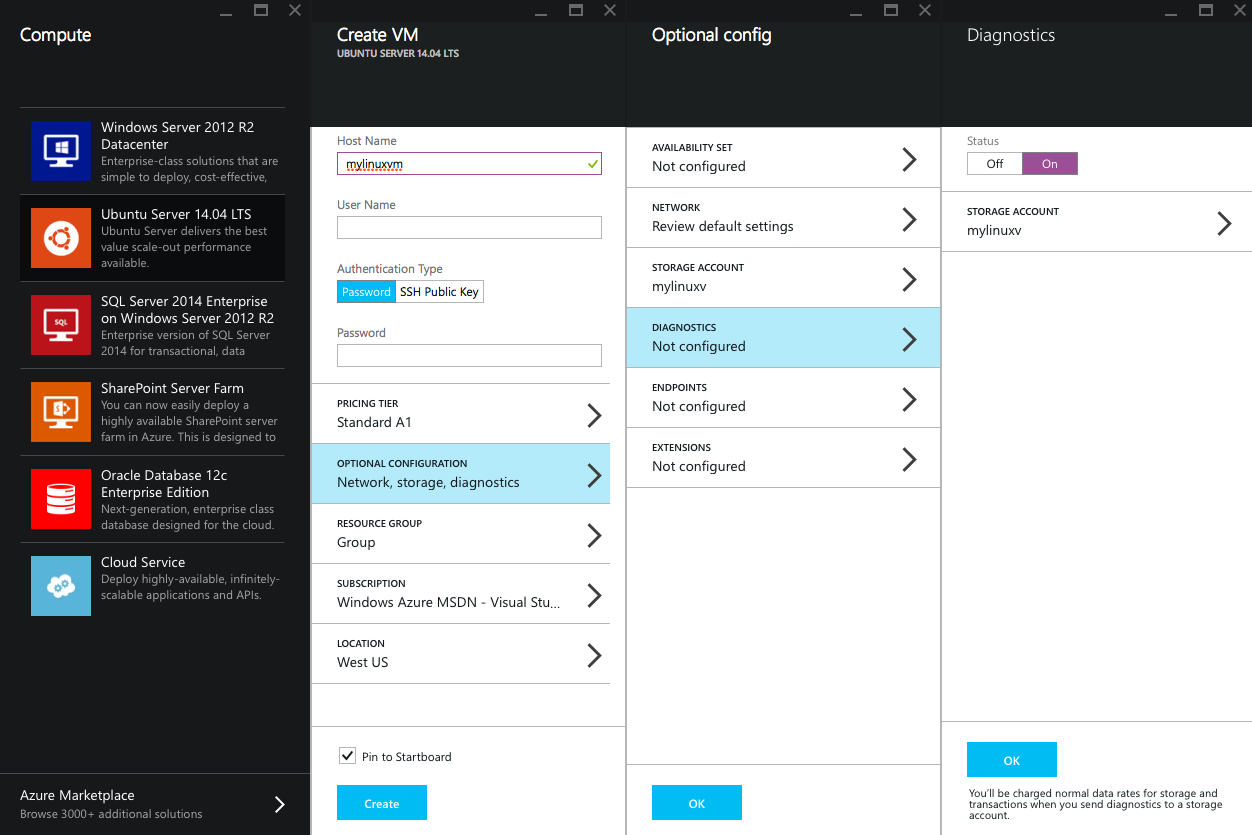 Compute
Windows Server 2012 R2
Datacenter
Enterprise-class solutions that are
simple to deploy, cost-effective,
Ubuntu Server 14.04 LTS
Ubuntu Server delivers the best
value scale-out performance
available.
SQL
SQL Server 2014 Enterprise
on Windows Server 2012 R2
Enterprise version of SQL Server
2014 for transactional, data
S
SharePoint Server Farm
You can now easily deploy a
highly available SharePoint server
farm in Azure. This is designed to
Oracle Database 12c
Enterprise Edition
Next-generation, enterprise class
database designed for the cloud.
Cloud Service
Deploy highly-available, infinitely-
scalable applications and APIs.
Azure Marketplace
Browse 3000+ additional solutions
Create VM
UBUNTU SERVER 14.04 LTS
Host Name
mylinuxvm
User Name
Authentication Type
Password SSH Public Key
Password
PRICING TIER
Standard A1
OPTIONAL CONFIGURATION
Network, storage, diagnostics
RESOURCE GROUP
Group
SUBSCRIPTION
Windows Azure MSDN - Visual Stu...
LOCATION
West US
Pin to Startboard
Create
Optional config
AVAILABILITY SET
Not configured
NETWORK
Review default settings
STORAGE ACCOUNT
mylinuxv
DIAGNOSTICS
Not configured
ENDPOINTS
Not configured
EXTENSIONS
Not configured
OK
Diagnostics
Status
Off On
STORAGE ACCOUNT
mylinuxv
OK
You'll be charged normal data rates for storage and
transactions when you send diagnostics to a storage
account.